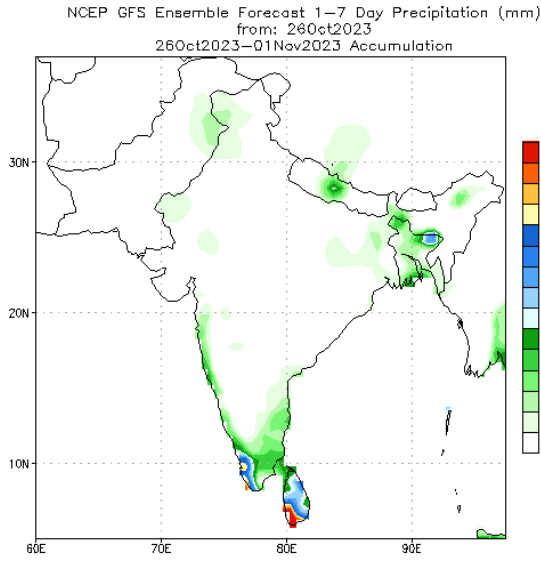 NCEP GFS Ensemble Forecast 1-7 Day Precipitation (mm)
from: 26Oct2023
26Oct2023-01Nov2023 Accumulation
30N
20N
10N
60E
70E
80E
90E